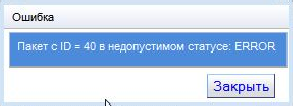 Ошибка
Пакет с ID = 40 в недопустимом статусе: ERROR
Закрыть